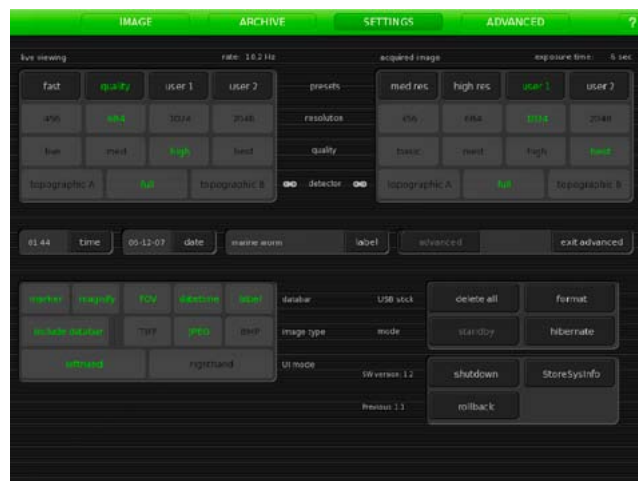 IMAGE ARCHIVE SETTINGS ADVANCED ?
live viewing rate: 10.2 Hz acquired image exposure time: 6 sec
fast quality user 1 user 2 presets med res high res user 1 user 2
456 684 1024 2048 resolution 456 684 1024 2048
low med high best quality basic med high best
topographic A full topographic B detector topographic A full topographic B
01:44 time 06-12-07 date marine worm label advanced exit advanced
marker magnify FOV datetime label databar USB stick delete all format
include databar TIFF JPEG BMP image type mode standby hibernate
lefthand righthand UI mode
SW version: 1.2 shutdown StoreSysInfo
rollback